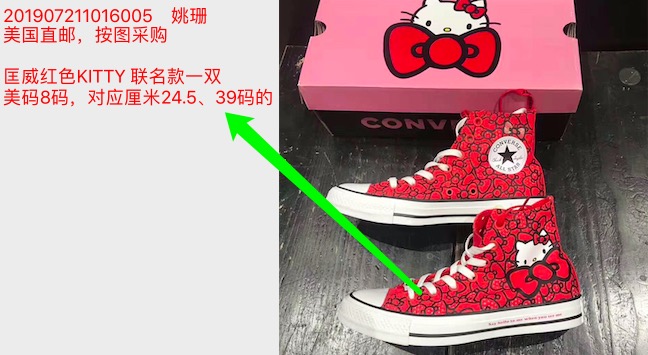 201907211016005 姚珊
美国直邮，按图采购
匡威红色KITTY 联名款一双
美码8码，对应厘米24.5、39码的
CONVERSE
CONVERSE
ALL STAR